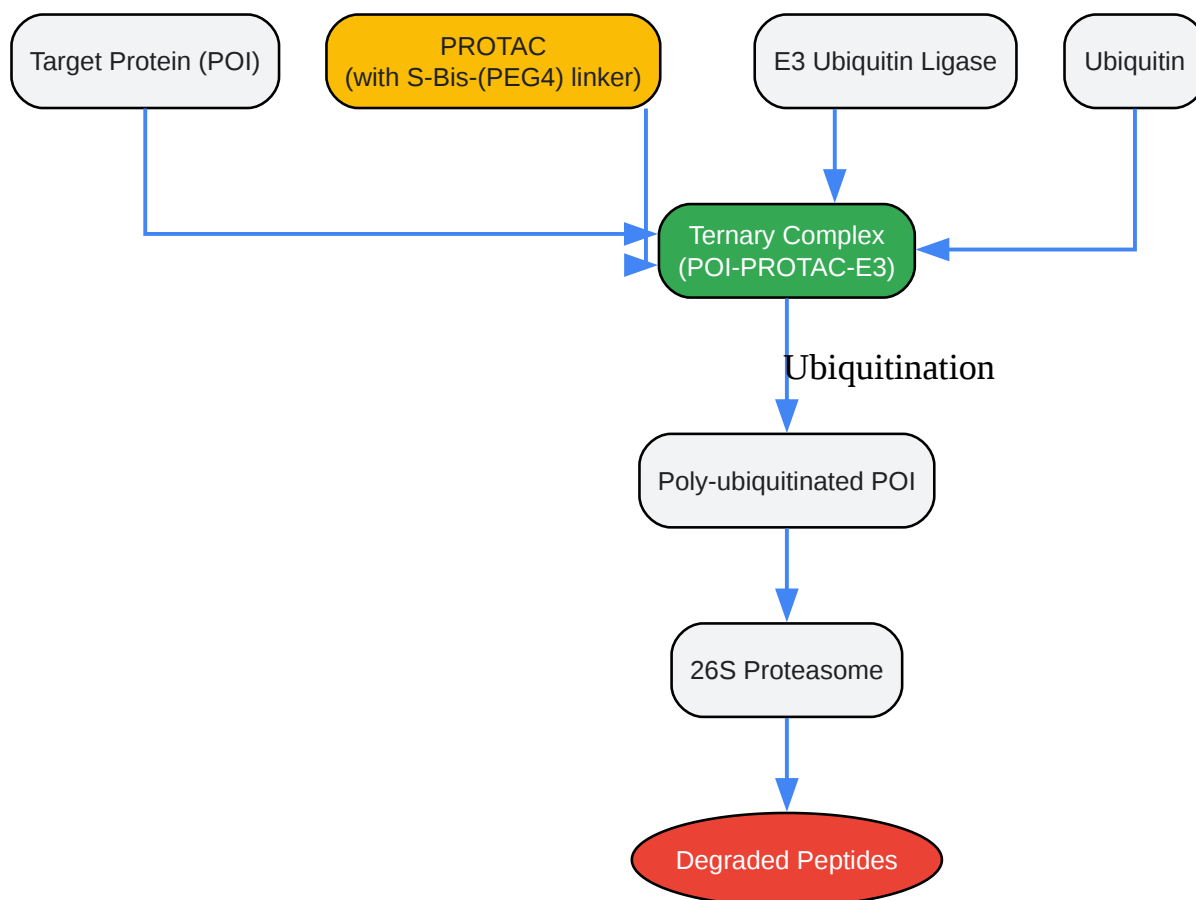 Target Protein (POI)
PROTAC
(with S-Bis-(PEG4) linker)
E3 Ubiquitin Ligase
Ubiquitin
Ternary Complex
(POI-PROTAC-E3)
Ubiquitination
Poly-ubiquitinated POI
26S Proteasome
Degraded Peptides